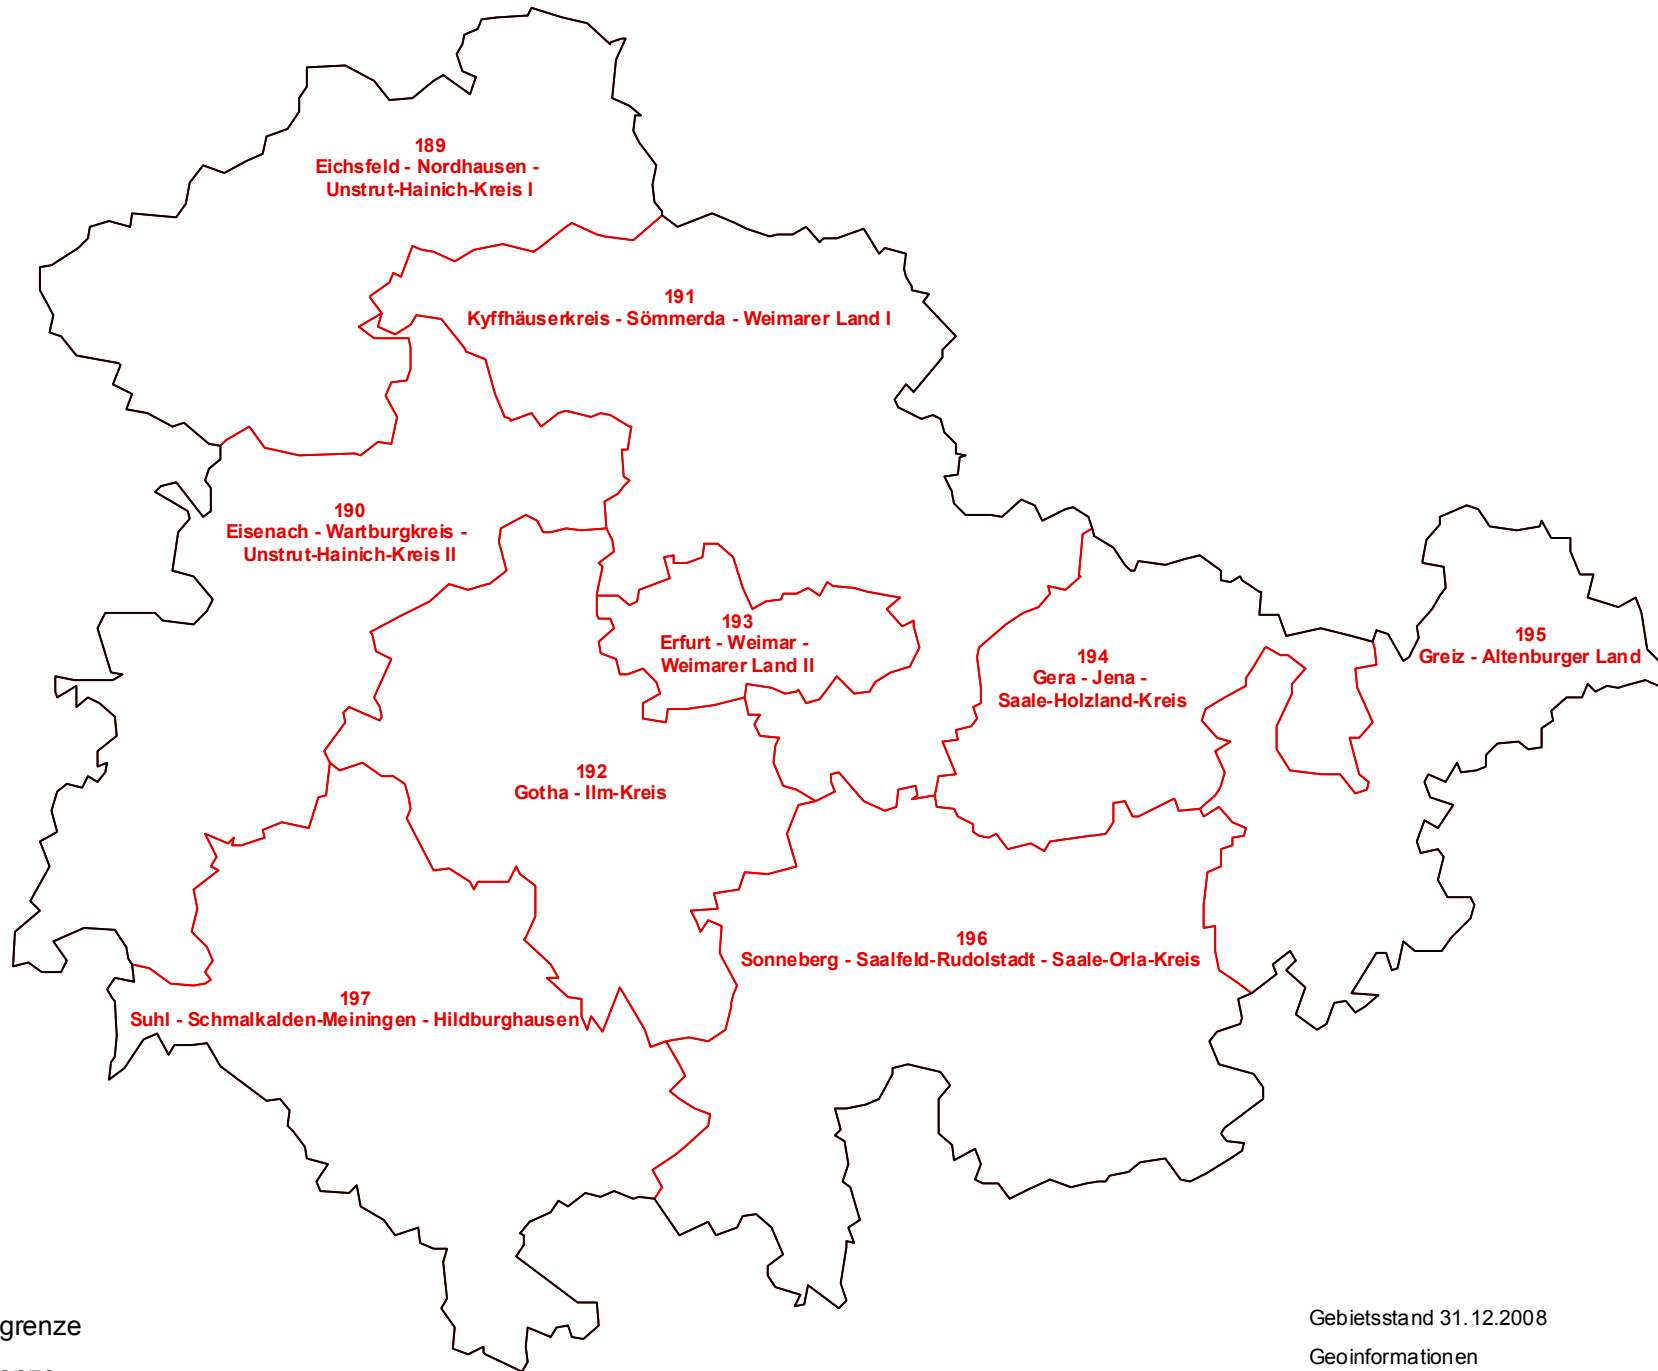 189
Eichsfeld - Nordhausen -
Unstrut-Hainich-Kreis I
191
Kyffhäuserkreis - Sömmerda - Weimarer Land I
190
Eisenach - Wartburgkreis -
Unstrut-Hainich-Kreis II
193
Erfurt - Weimar -
Weimarer Land II
195
Greiz - Altenburger Land
194
Gera - Jena -
Saale-Holzland-Kreis
192
Gotha - Ilm-Kreis
196
Sonneberg - Saalfeld-Rudolstadt - Saale-Orla-Kreis
197
Suhl - Schmalkalden-Meiningen - Hildburghausen
grenze
Gebietsstand 31.12.2008
Geoinformationen